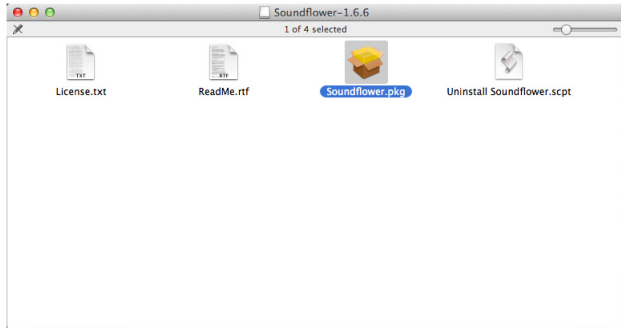 Soundflower-1.6.6
1 of 4 selected
TXT
RTF
License.txt
ReadMe.rtf
Soundflower.pkg
Uninstall Soundflower.scpt